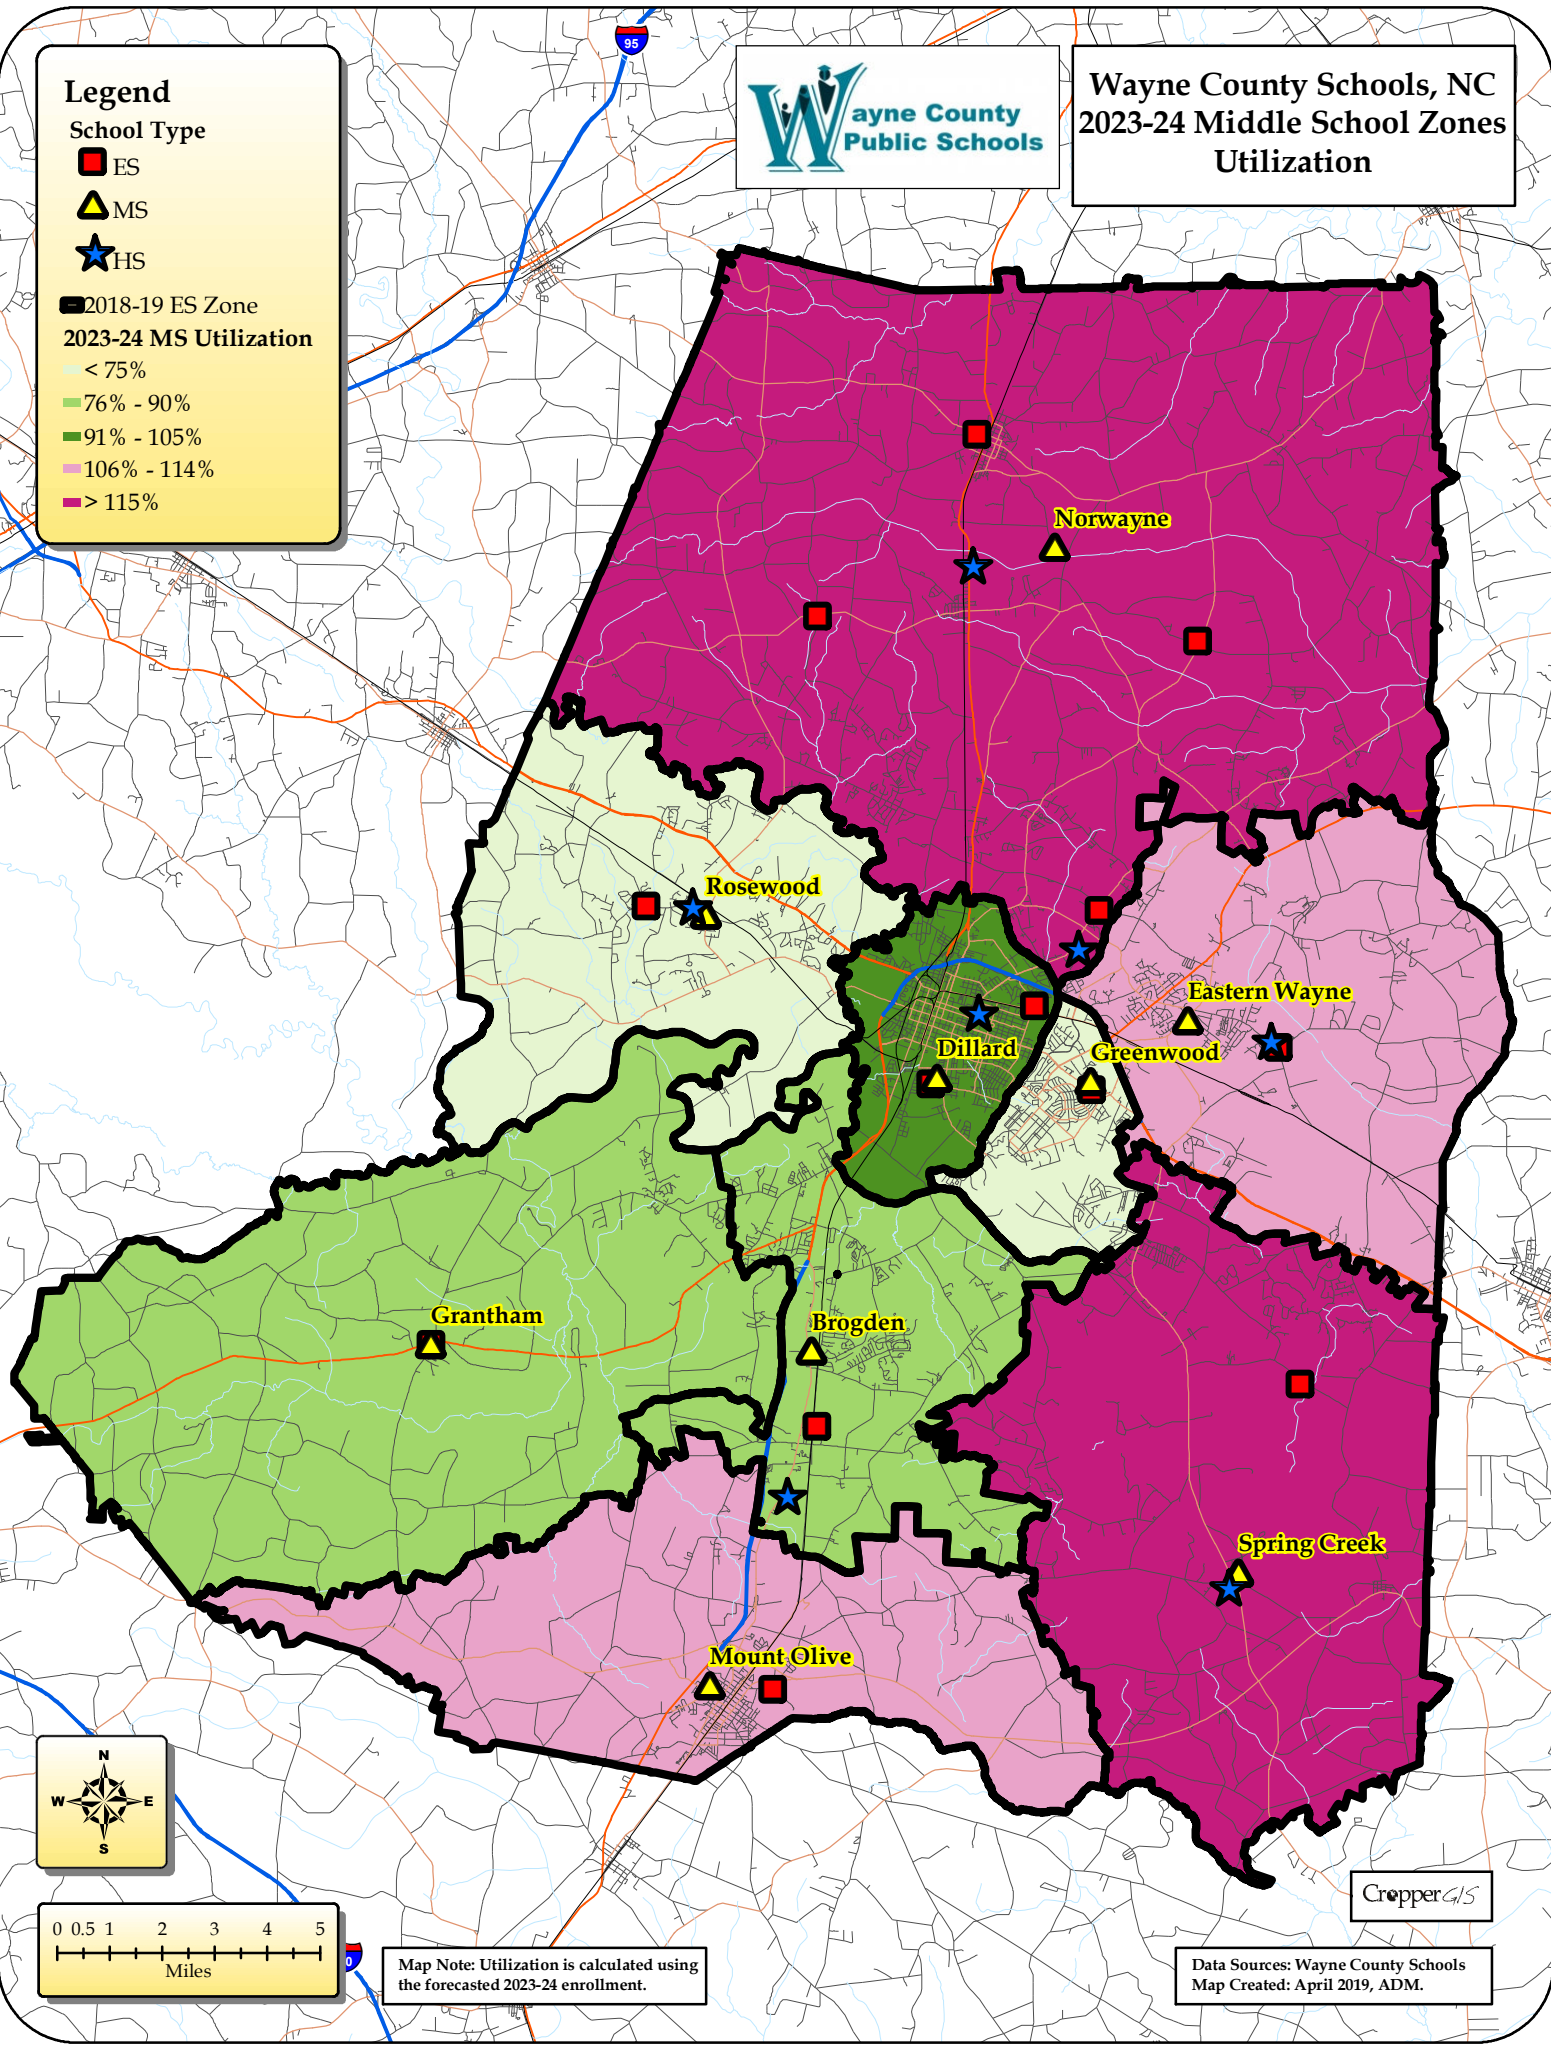 95
Legend
School Type
ES
MS
HS
2018-19 ES Zone
2023-24 MS Utilization
< 75%
76% - 90%
91% - 105%
106% - 114%
> 115%
Wayne County
Public Schools
Wayne County Schools, NC
2023-24 Middle School Zones
Utilization
Norwayne
Rosewood
Eastern Wayne
Dillard
Greenwood
Grantham
Brogden
Spring Creek
Mount Olive
N
W E
S
0 0.5 1 2 3 4 5
Miles
Map Note: Utilization is calculated using
the forecasted 2023-24 enrollment.
CropperGIS
Data Sources: Wayne County Schools
Map Created: April 2019, ADM.